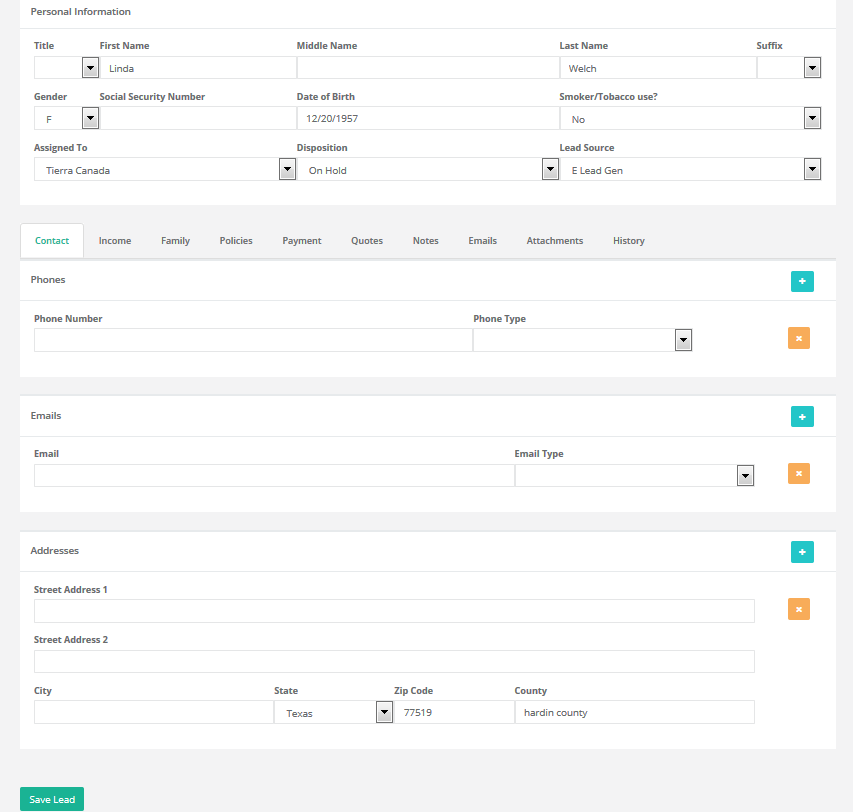 Personal Information
Title First Name Middle Name Last Name Suffix
Linda Welch
Gender Social Security Number Date of Birth Smoker/Tobacco use?
F 12/20/1957 No
Assigned To Disposition Lead Source
Tierra Canada On Hold E Lead Gen
Contact Income Family Policies Payment Quotes Notes Emails Attachments History
Phones
Phone Number Phone Type
Emails
Email Email Type
Addresses
Street Address 1
Street Address 2
City State Zip Code County
Texas 77519 hardin county
Save Lead